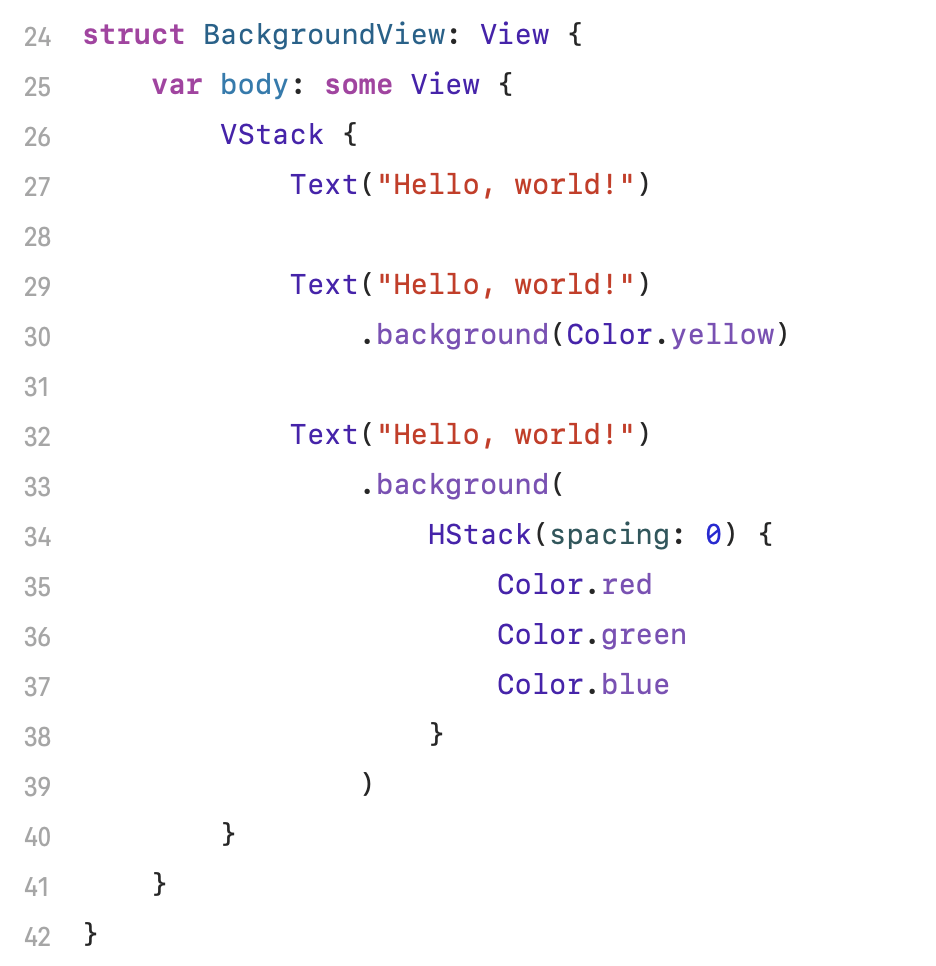 24 struct BackgroundView: View {
25     var body: some View {
26         VStack {
27             Text("Hello, world!")
28
29             Text("Hello, world!")
30                 .background(Color.yellow)
31
32             Text("Hello, world!")
33                 .background(
34                     HStack(spacing: 0) {
35                         Color.red
36                         Color.green
37                         Color.blue
38                     }
39                 )
40         }
41     }
42 }